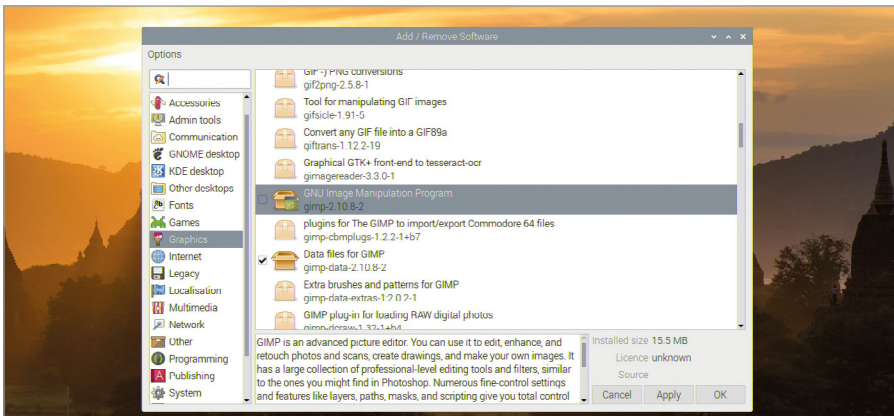 Add / Remove Software
Options
Accessories
Admin tools
Communication
GNOME desktop
KDE desktop
Other desktops
Fonts
Games
Graphics
Internet
Legacy
Localisation
Multimedia
Network
Other
Programming
Publishing
System
GIF -) PNG conversions
gif2png-2.5.8-1
Tool for manipulating GIF images
gifsicle-1.91-5
Convert any GIF file into a GIF89a
giftrans-1.12.2-19
Graphical GTK+ front-end to tesseract-ocr
gimagereader-3.3.0-1
GNU Image Manipulation Program
gimp-2.10.8-2
plugins for The GIMP to import/export Commodore 64 files
gimp-cbmplugs-1.2.2-1+b7
Data files for GIMP
gimp-data-2.10.8-2
Extra brushes and patterns for GIMP
gimp-data-extras-1:2.0.2-1
GIMP plug-in for loading RAW digital photos
gimp-dcraw-1.32-1+b4
GIMP is an advanced picture editor. You can use it to edit, enhance, and
retouch photos and scans, create drawings, and make your own images. It
has a large collection of professional-level editing tools and filters, similar
to the ones you might find in Photoshop. Numerous fine-control settings
and features like layers, paths, masks, and scripting give you total control
Installed size 15.5 MB
Licence unknown
Source
Cancel
Apply
OK